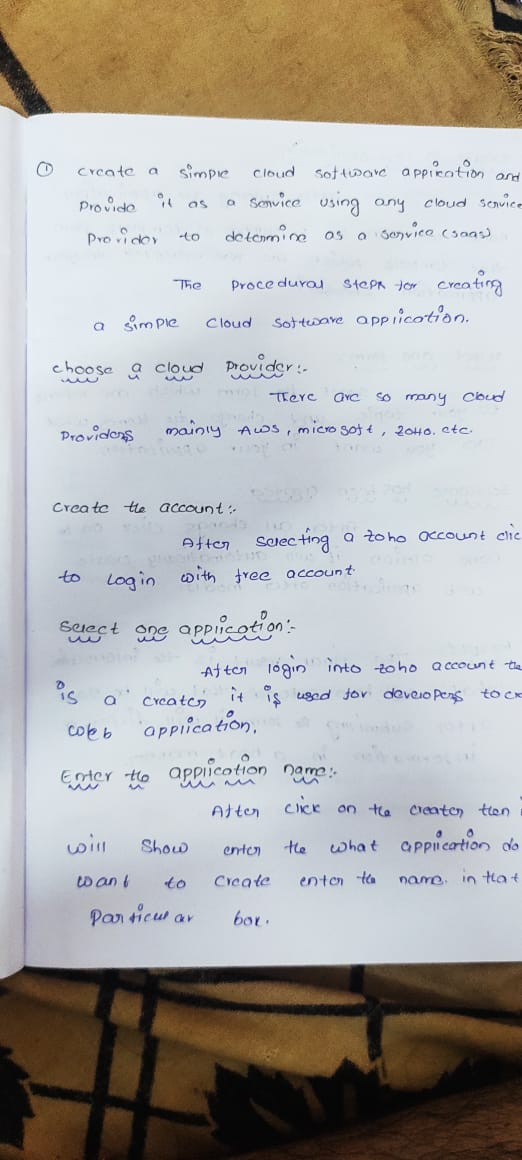 ① Create a simple cloud software application and
Provide it as a service using any cloud service
Provider to determine as a service (saas)
The Procedural steps for creating
a simple cloud software application.
choose a cloud Provider:-
There are so many cloud
Providers mainly AWS, microsoft, ZOHO. etc.
Create the account:-
After selecting a zoho account clic
to Login with free account.
Select one application:-
After login into zoho account the
is a creater it is used for developers to cr
web application.
Enter the application name:-
After click on the creater then i
will show enter the what application do
want to create enter the name. in that
Particular box.